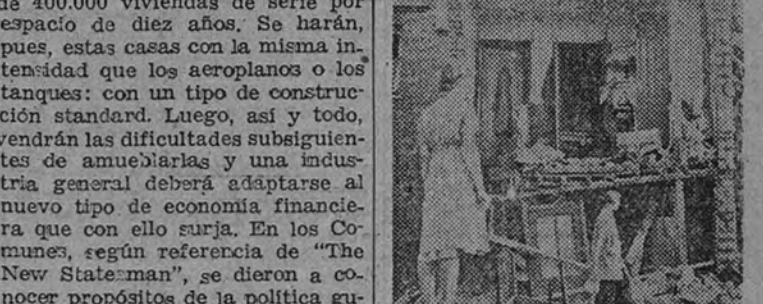 de 400.000 viviendas de serie por
espacio de diez años. Se harán,
pues, estas casas con la misma in-
tensidad que los aeroplanos o los
tanques: con un tipo de construc-
ción standard. Luego, así y todo,
vendrán las dificultades subsiguien-
tes de amueblarlas y una indus-
tria general deberá adaptarse al
nuevo tipo de economía financie-
ra que con ello surja. En los Co-
munes, según referencia de "The
New Statesman", se dieron a co-
nocer propósitos de la política gu-